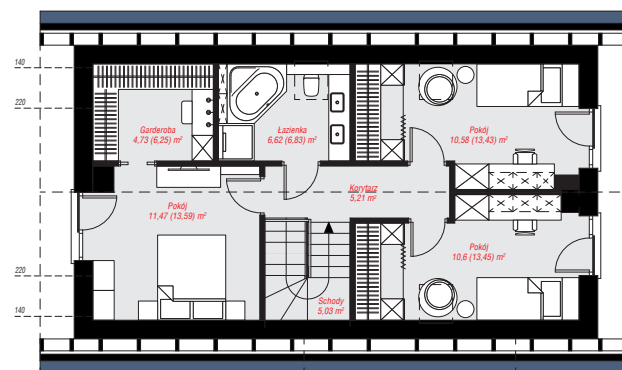 140
220
Garderoba
4,73 (6,25) m²
Łazienka
6,62 (6,83) m²
Pokój
10,58 (13,43) m²
Korytarz
5,21 m²
Pokój
11,47 (13,59) m²
Pokój
10,6 (13,45) m²
Schody
5,03 m²
220
140